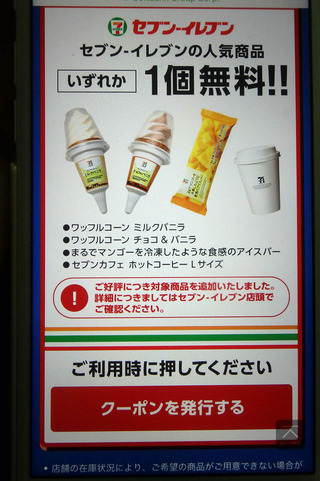 セブン-イレブン
セブン-イレブンの人気商品
いずれか 1個無料!!
●ワッフルコーン ミルクバニラ
●ワッフルコーン チョコ&バニラ
●まるでマンゴーを冷凍したような食感のアイスバー
●セブンカフェ ホットコーヒー Lサイズ
! ご好評につき対象商品を追加いたしました。
詳細につきましてはセブン-イレブン店頭で
ご確認ください。
ご利用時に押してください
クーポンを発行する
• 店舗の在庫状況により、ご希望の商品がご用意できない場合が